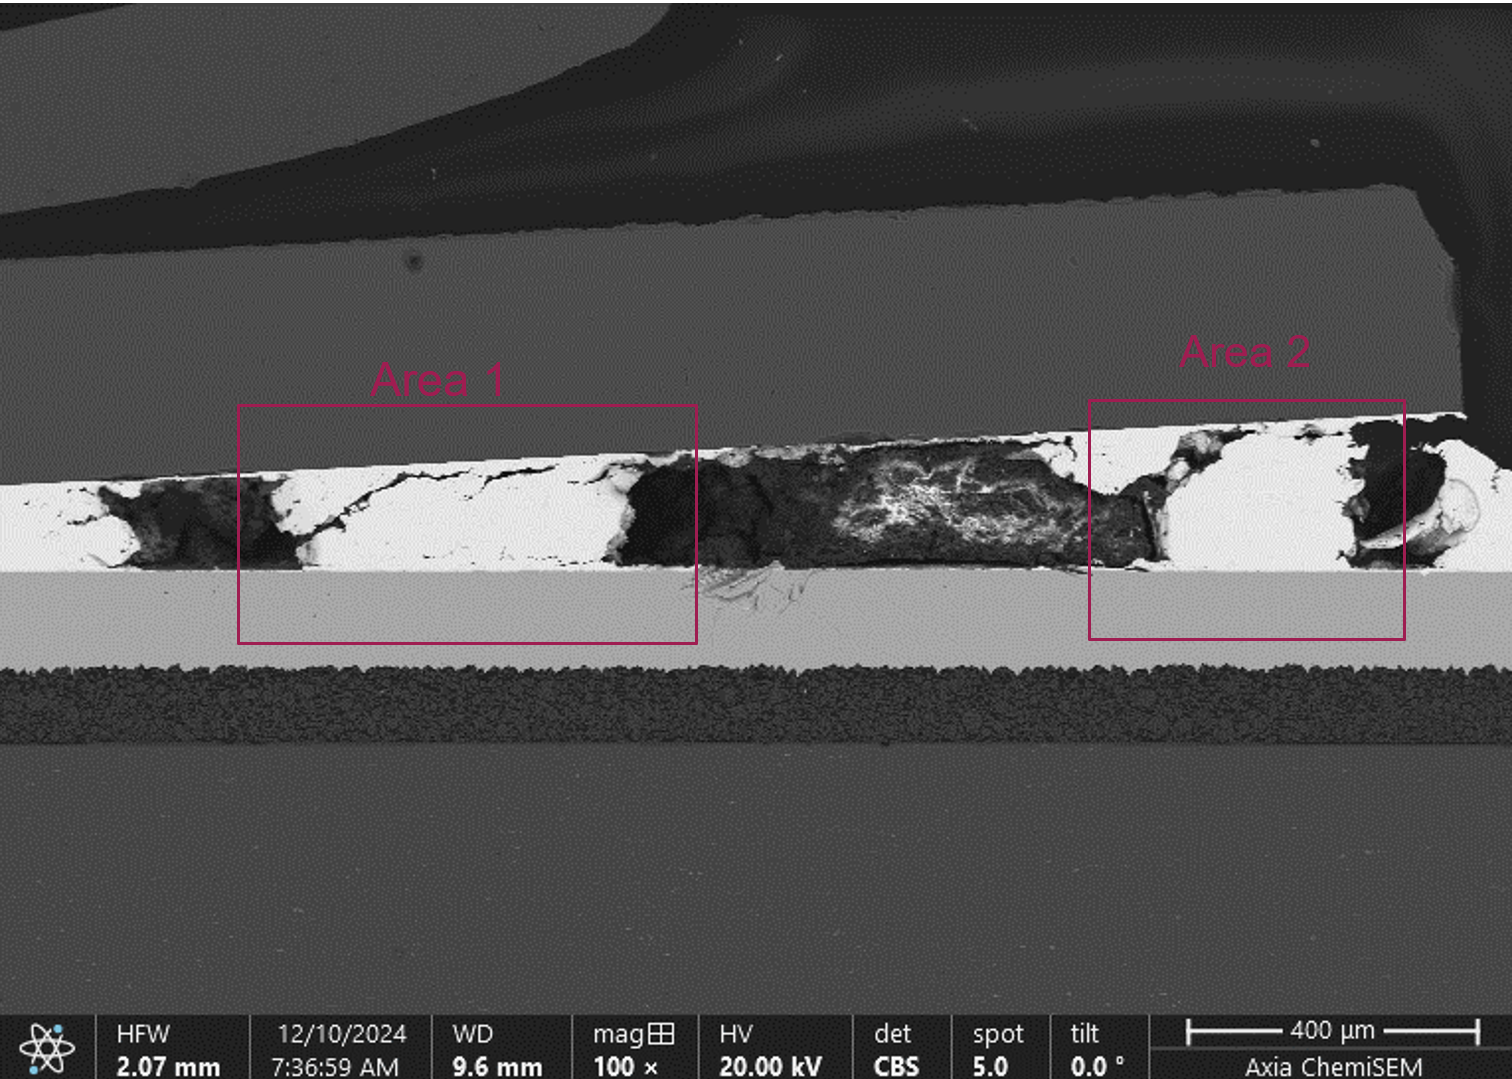 Area 1
Area 2
HFW
2.07 mm
12/10/2024
7:36:59 AM
WD
9.6 mm
mag
100 ×
HV
20.00 kV
det
CBS
spot
5.0
tilt
0.0 °
400 µm
Axia ChemiSEM